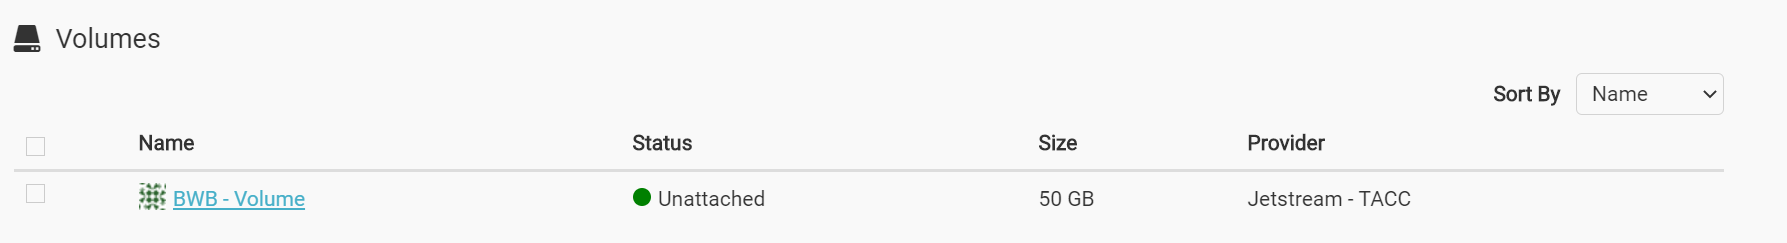 Volumes
Sort By Name
Name Status Size Provider
BWB - Volume Unattached 50 GB Jetstream - TACC